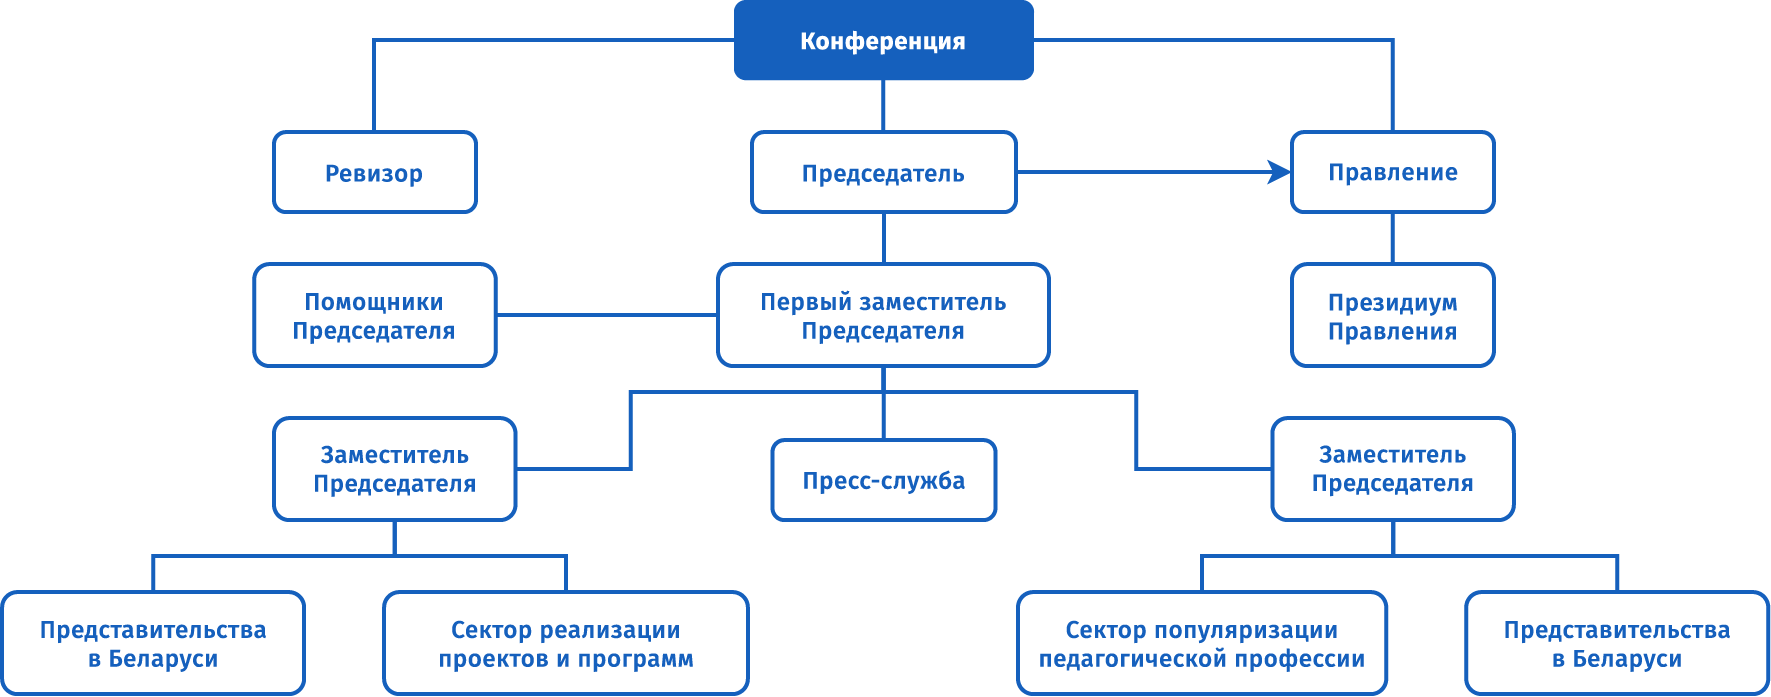 Конференция
Ревизор
Председатель
Правление
Помощники
Председателя
Первый заместитель
Председателя
Президиум
Правления
Заместитель
Председателя
Пресс-служба
Заместитель
Председателя
Представительства
в Беларуси
Сектор реализации
проектов и программ
Сектор популяризации
педагогической профессии
Представительства
в Беларуси